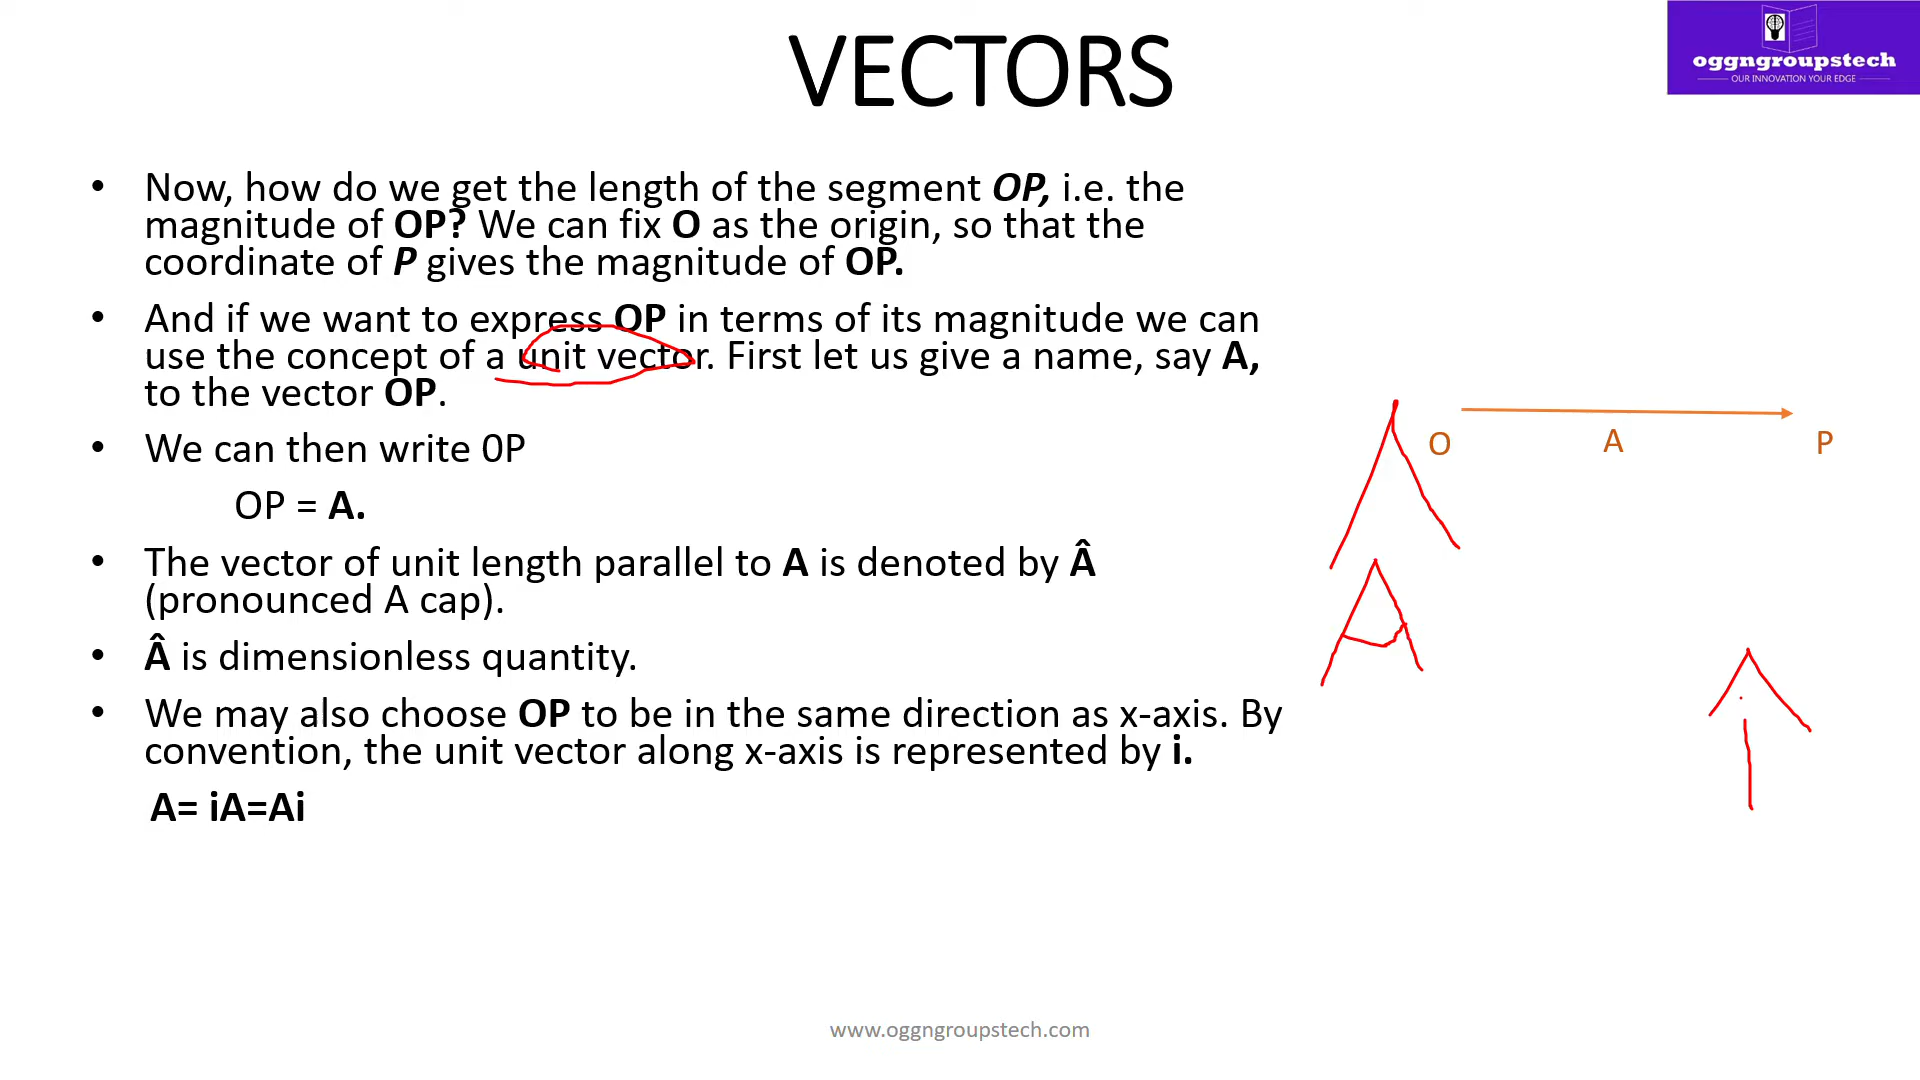 VECTORS
oggngroupstech
OUR INNOVATION YOUR EDGE
• Now, how do we get the length of the segment OP, i.e. the
magnitude of OP? We can fix O as the origin, so that the
coordinate of P gives the magnitude of OP.
• And if we want to express OP in terms of its magnitude we can
use the concept of a unit vector. First let us give a name, say A,
to the vector OP.
• We can then write 0P
OP = A.
• The vector of unit length parallel to A is denoted by Â
(pronounced A cap).
• Â is dimensionless quantity.
• We may also choose OP to be in the same direction as x-axis. By
convention, the unit vector along x-axis is represented by i.
A= iA=Ai
O A P
Â
î
www.oggngroupstech.com